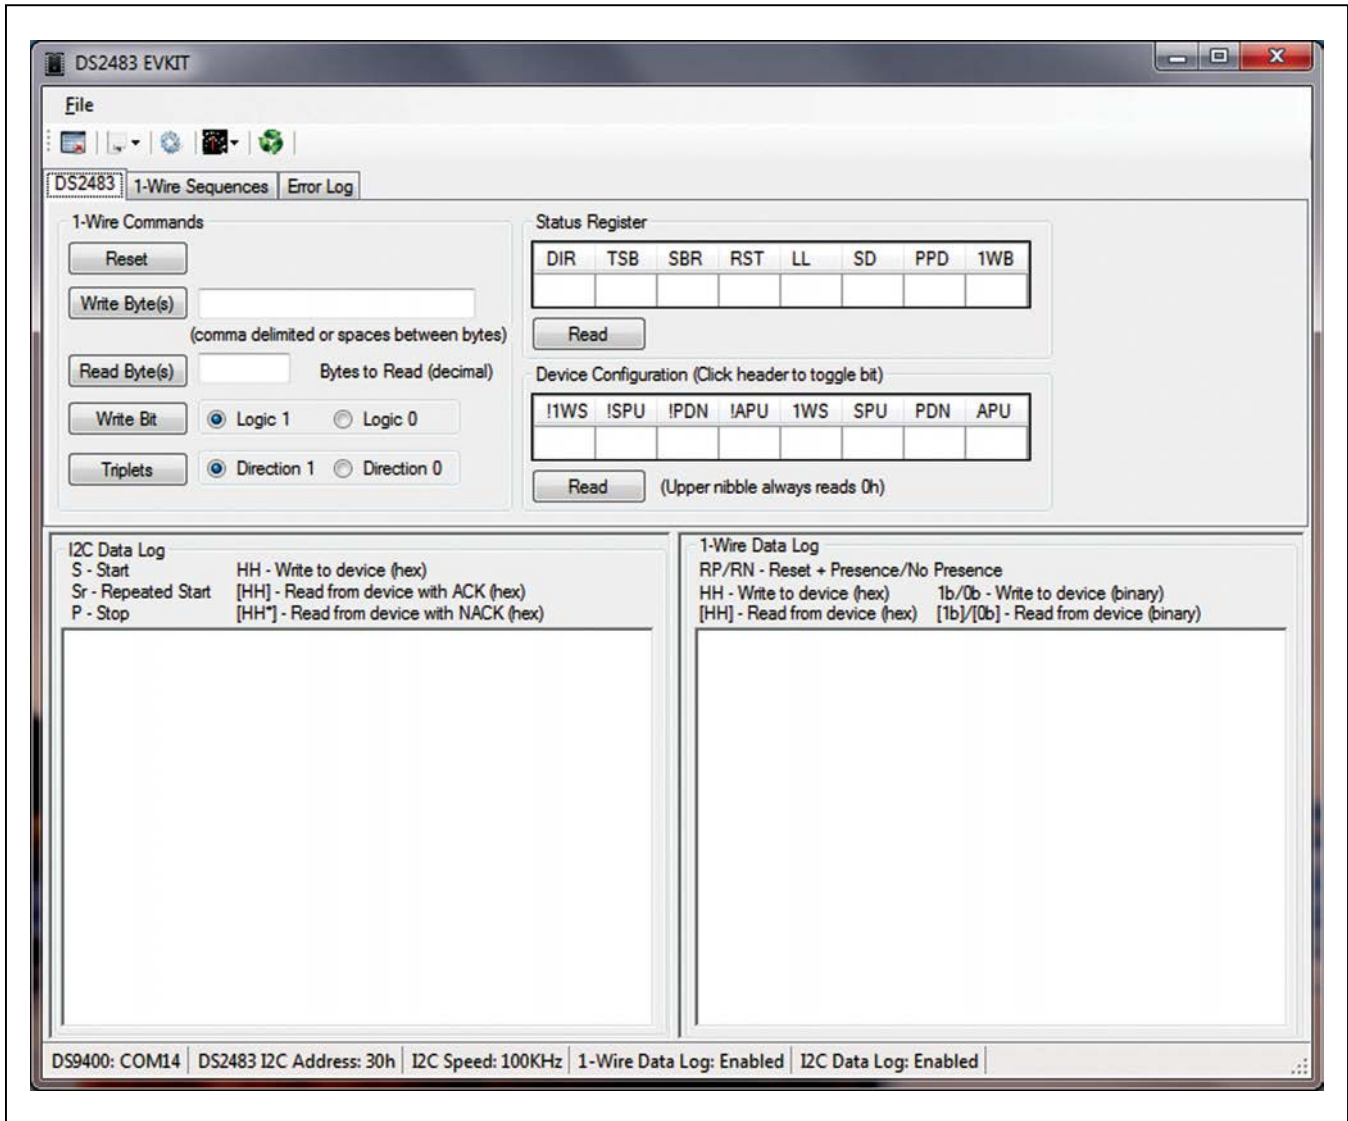 DS2483 EVKIT
File
DS2483 1-Wire Sequences Error Log
1-Wire Commands
Reset
Write Byte(s)
(comma delimited or spaces between bytes)
Read Byte(s) Bytes to Read (decimal)
Write Bit Logic 1 Logic 0
Triplets Direction 1 Direction 0
Status Register
DIR TSB SBR RST LL SD PPD 1WB
Read
Device Configuration (Click header to toggle bit)
!1WS !SPU !PDN !APU 1WS SPU PDN APU
Read (Upper nibble always reads 0h)
I2C Data Log
S - Start HH - Write to device (hex)
Sr - Repeated Start [HH] - Read from device with ACK (hex)
P - Stop [HH*] - Read from device with NACK (hex)
1-Wire Data Log
RP/RN - Reset + Presence/No Presence
HH - Write to device (hex) 1b/0b - Write to device (binary)
[HH] - Read from device (hex) [1b]/[0b] - Read from device (binary)
DS9400: COM14 DS2483 I2C Address: 30h I2C Speed: 100KHz 1-Wire Data Log: Enabled I2C Data Log: Enabled